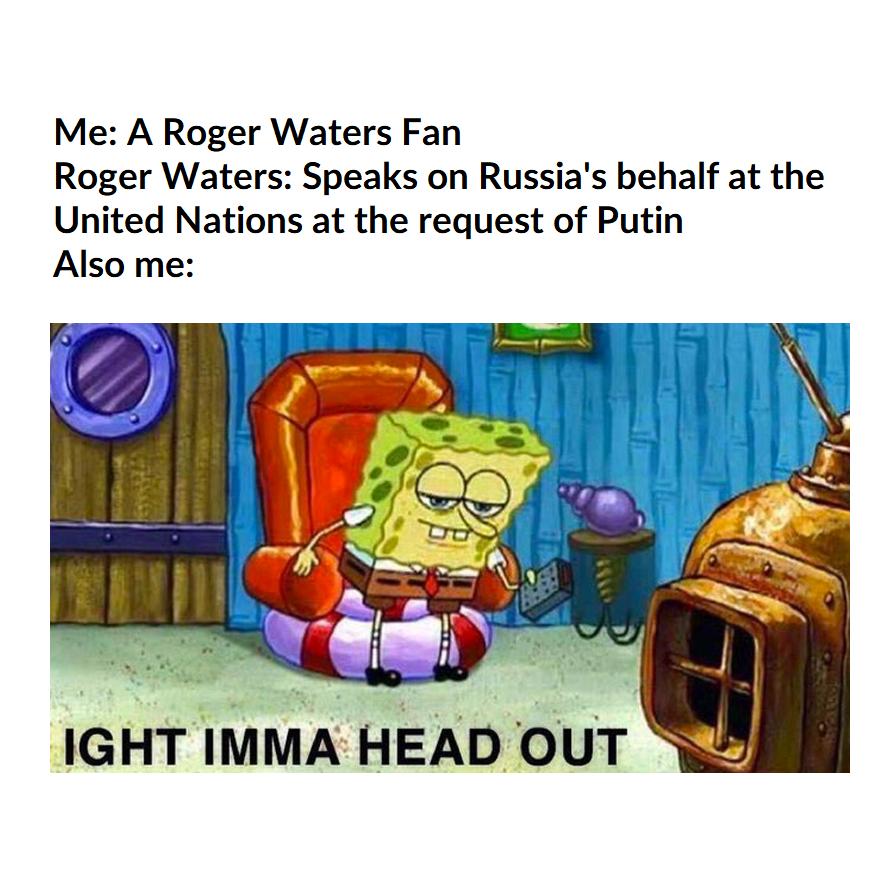 Me: A Roger Waters Fan
Roger Waters: Speaks on Russia's behalf at the
United Nations at the request of Putin
Also me:
IGHT IMMA HEAD OUT